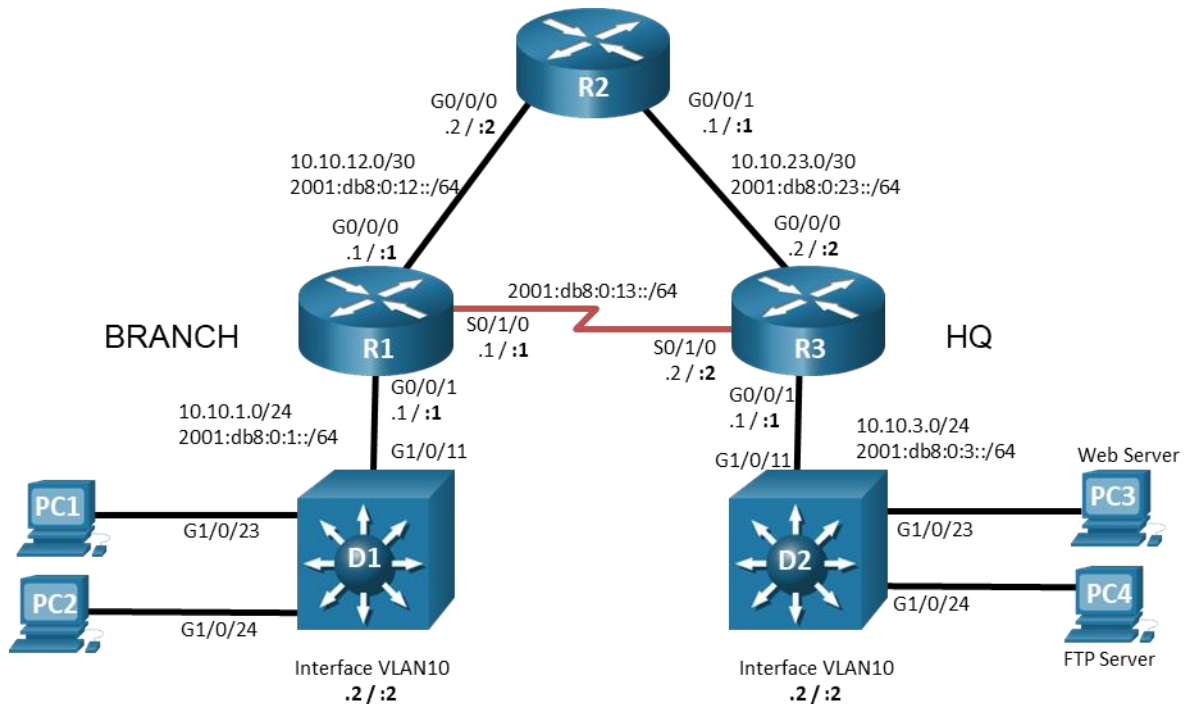 R2
G0/0/0
.2 / :2
G0/0/1
.1 / :1
10.10.12.0/30
2001:db8:0:12::/64
10.10.23.0/30
2001:db8:0:23::/64
G0/0/0
.1 / :1
G0/0/0
.2 / :2
2001:db8:0:13::/64
BRANCH
R1
S0/1/0
.1 / :1
S0/1/0
.2 / :2
R3
HQ
G0/0/1
.1 / :1
10.10.1.0/24
2001:db8:0:1::/64
G1/0/11
G0/0/1
.1 / :1
10.10.3.0/24
2001:db8:0:3::/64
G1/0/11
Web Server
PC1
G1/0/23
D1
PC2
G1/0/24
D2
G1/0/23
PC3
G1/0/24
PC4
FTP Server
Interface VLAN10
.2 / :2
Interface VLAN10
.2 / :2